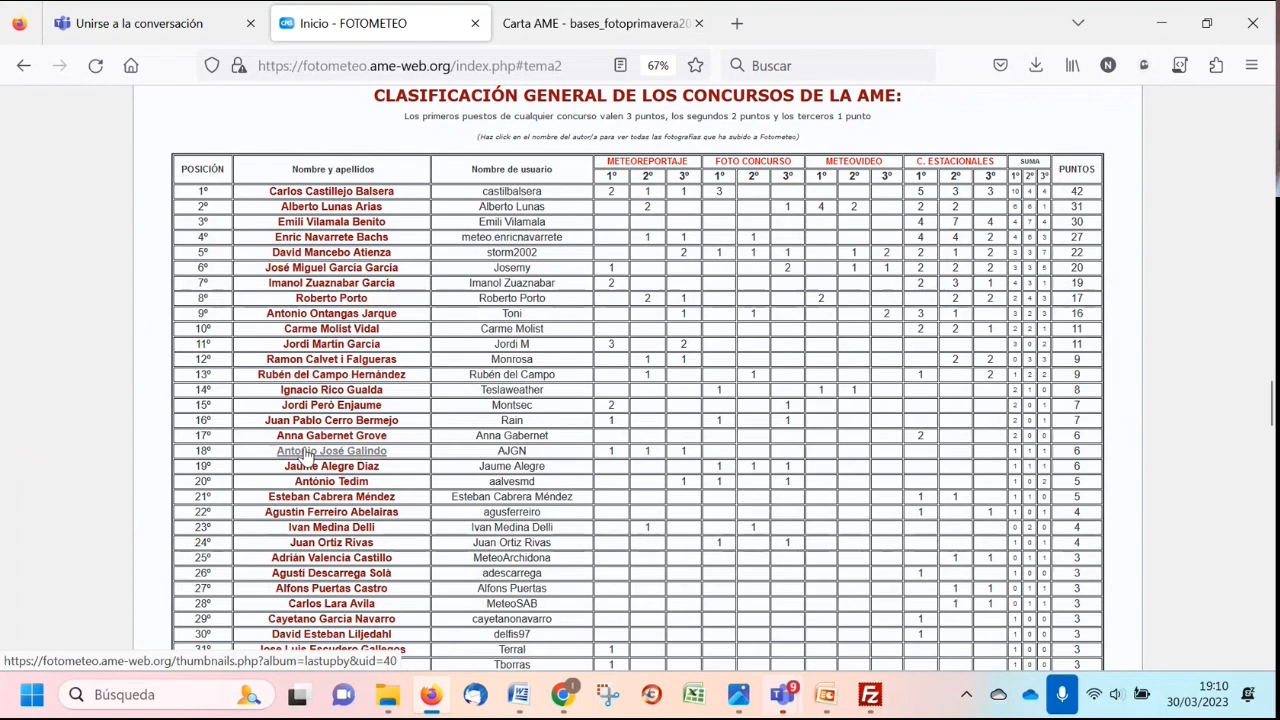 Unirse a la conversación
Inicio - FOTOMETEO
Carta AME - bases_fotoprimavera20
https://fotometeo.ame-web.org/index.php#tema2
67%
Buscar
CLASIFICACIÓN GENERAL DE LOS CONCURSOS DE LA AME:
Los primeros puestos de cualquier concurso valen 3 puntos, los segundos 2 puntos y los terceros 1 punto
(Haz click en el nombre del autor/a para ver todas las fotografías que ha subido a Fotometeo)
POSICIÓN Nombre y apellidos Nombre de usuario METEOREPORTAJE FOTO CONCURSO METEOVIDEO C. ESTACIONALES SUMA PUNTOS
1º 2º 3º 1º 2º 3º 1º 2º 3º 1º 2º 3º 1º 2º 3º
1º Carlos Castillejo Balsera castilbalsera 2 1 1 3 5 3 3 10 4 4 42
2º Alberto Lunas Arias Alberto Lunas 2 1 4 2 2 2 6 6 1 31
3º Emili Vilamala Benito Emili Vilamala 4 7 4 4 7 4 30
4º Enric Navarrete Bachs meteo.enricnavarrete 1 1 1 4 4 2 4 6 3 27
5º David Mancebo Atienza storm2002 2 1 1 1 1 2 2 1 2 3 3 7 22
6º José Miguel García García Josemy 1 2 1 1 2 2 2 3 3 5 20
7º Imanol Zuaznabar Garcia Imanol Zuaznabar 2 2 3 1 4 3 1 19
8º Roberto Porto Roberto Porto 2 1 2 2 2 2 4 3 17
9º Antonio Ontangas Jarque Toni 1 1 2 3 1 3 2 3 16
10º Carme Molist Vidal Carme Molist 2 2 1 2 2 1 11
11º Jordi Martin Garcia Jordi M 3 2 3 0 2 11
12º Ramon Calvet i Falgueras Monrosa 1 1 2 2 0 3 3 9
13º Rubén del Campo Hernández Rubén del Campo 1 1 1 2 1 2 2 9
14º Ignacio Rico Gualda Teslaweather 1 1 1 2 1 0 8
15º Jordi Peró Enjaume Montsec 2 1 2 0 1 7
16º Juan Pablo Cerro Bermejo Rain 1 1 1 2 0 1 7
17º Anna Gabernet Grove Anna Gabernet 2 2 0 0 6
18º Antonio José Galindo AJGN 1 1 1 1 1 1 6
19º Jaume Alegre Díaz Jaume Alegre 1 1 1 1 1 1 6
20º António Tedim aalvesmd 1 1 1 1 0 2 5
21º Esteban Cabrera Méndez Esteban Cabrera Méndez 1 1 1 1 0 5
22º Agustín Ferreiro Abelairas agusferreiro 1 1 1 0 1 4
23º Ivan Medina Delli Ivan Medina Delli 1 1 0 2 0 4
24º Juan Ortiz Rivas Juan Ortiz Rivas 1 1 1 0 1 4
25º Adrián Valencia Castillo MeteoArchidona 1 1 0 1 1 3
26º Agustí Descarrega Solà adescarrega 1 1 0 0 3
27º Alfons Puertas Castro Alfons Puertas 1 1 0 1 1 3
28º Carlos Lara Avila MeteoSAB 1 1 0 1 1 3
29º Cayetano García Navarro cayetanonavarro 1 1 0 0 3
30º David Esteban Liljedahl delfis97 1 1 0 0 3
31º Jose Luis Escudero Gallegos Terral 1 1 0 0 3
Tborras 1 1 0 0 3
https://fotometeo.ame-web.org/thumbnails.php?album=lastupby&uid=40
Búsqueda
1
9
19:10
30/03/2023